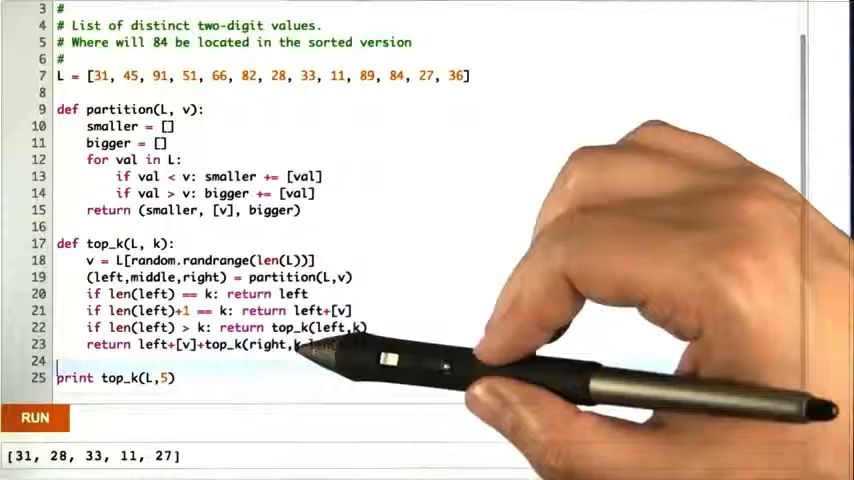 3 #
4 # List of distinct two-digit values.
5 # Where will 84 be located in the sorted version
6 #
7 L = [31, 45, 91, 51, 66, 82, 28, 33, 11, 89, 84, 27, 36]
8
9 def partition(L, v):
10 smaller = []
11 bigger = []
12 for val in L:
13 if val < v: smaller += [val]
14 if val > v: bigger += [val]
15 return (smaller, [v], bigger)
16
17 def top_k(L, k):
18 v = L[random.randrange(len(L))]
19 (left,middle,right) = partition(L,v)
20 if len(left) == k: return left
21 if len(left)+1 == k: return left+[v]
22 if len(left) > k: return top_k(left,k)
23 return left+[v]+top_k(right,k
24
25 print top_k(L,5)
RUN
[31, 28, 33, 11, 27]